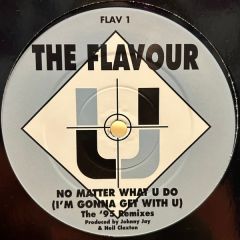 FLAV 1
THE FLAVOUR
U
NO MATTER WHAT U DO
(I'M GONNA GET WITH U)
The '95 Remixes
Produced by Johnny Jay
& Neil Claxton